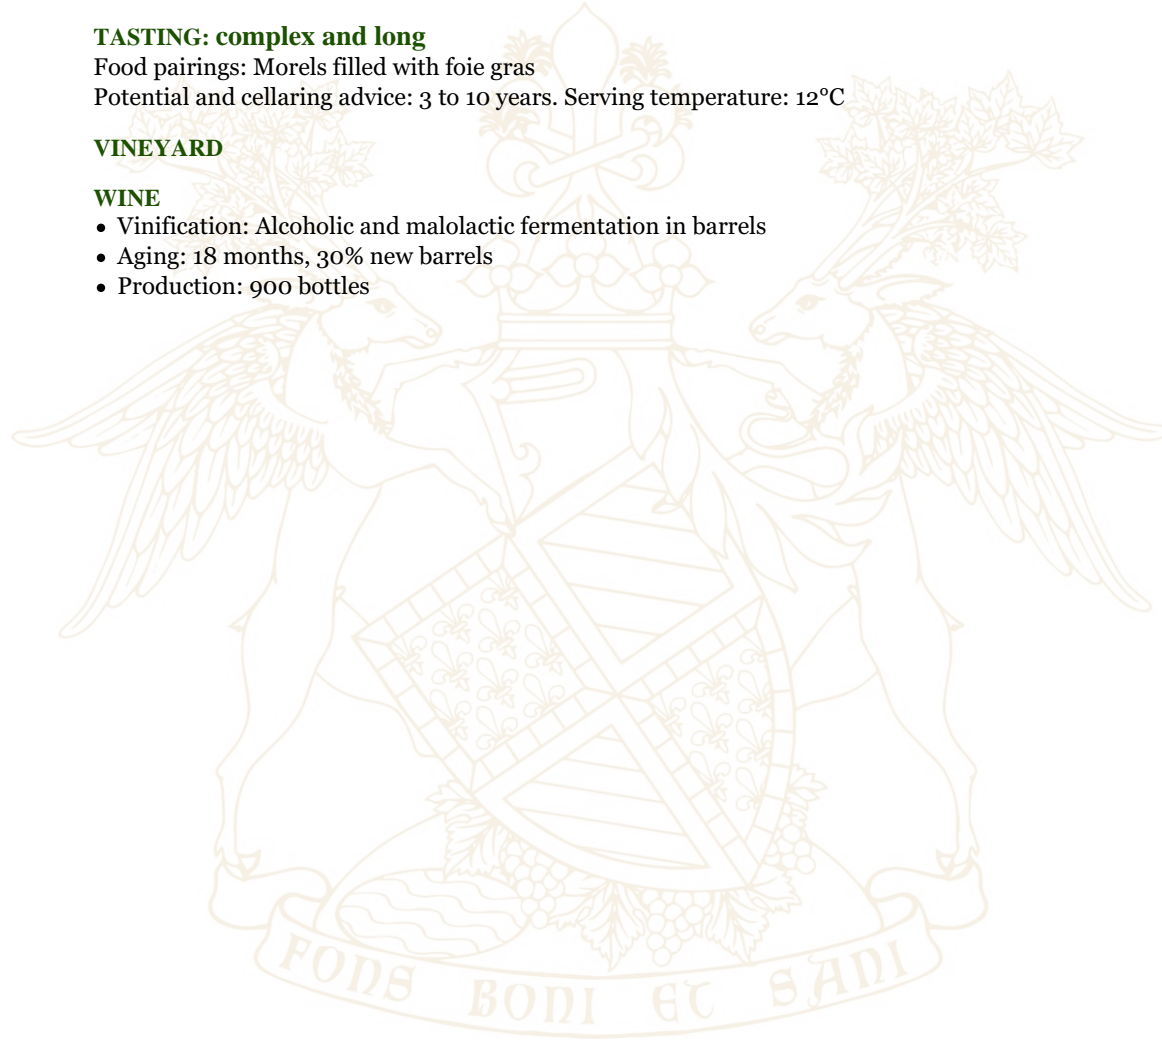 TASTING: complex and long
Food pairings: Morels filled with foie gras
Potential and cellaring advice: 3 to 10 years. Serving temperature: 12°C
VINEYARD
WINE
• Vinification: Alcoholic and malolactic fermentation in barrels
• Aging: 18 months, 30% new barrels
• Production: 900 bottles
FONS BONI ET SANI